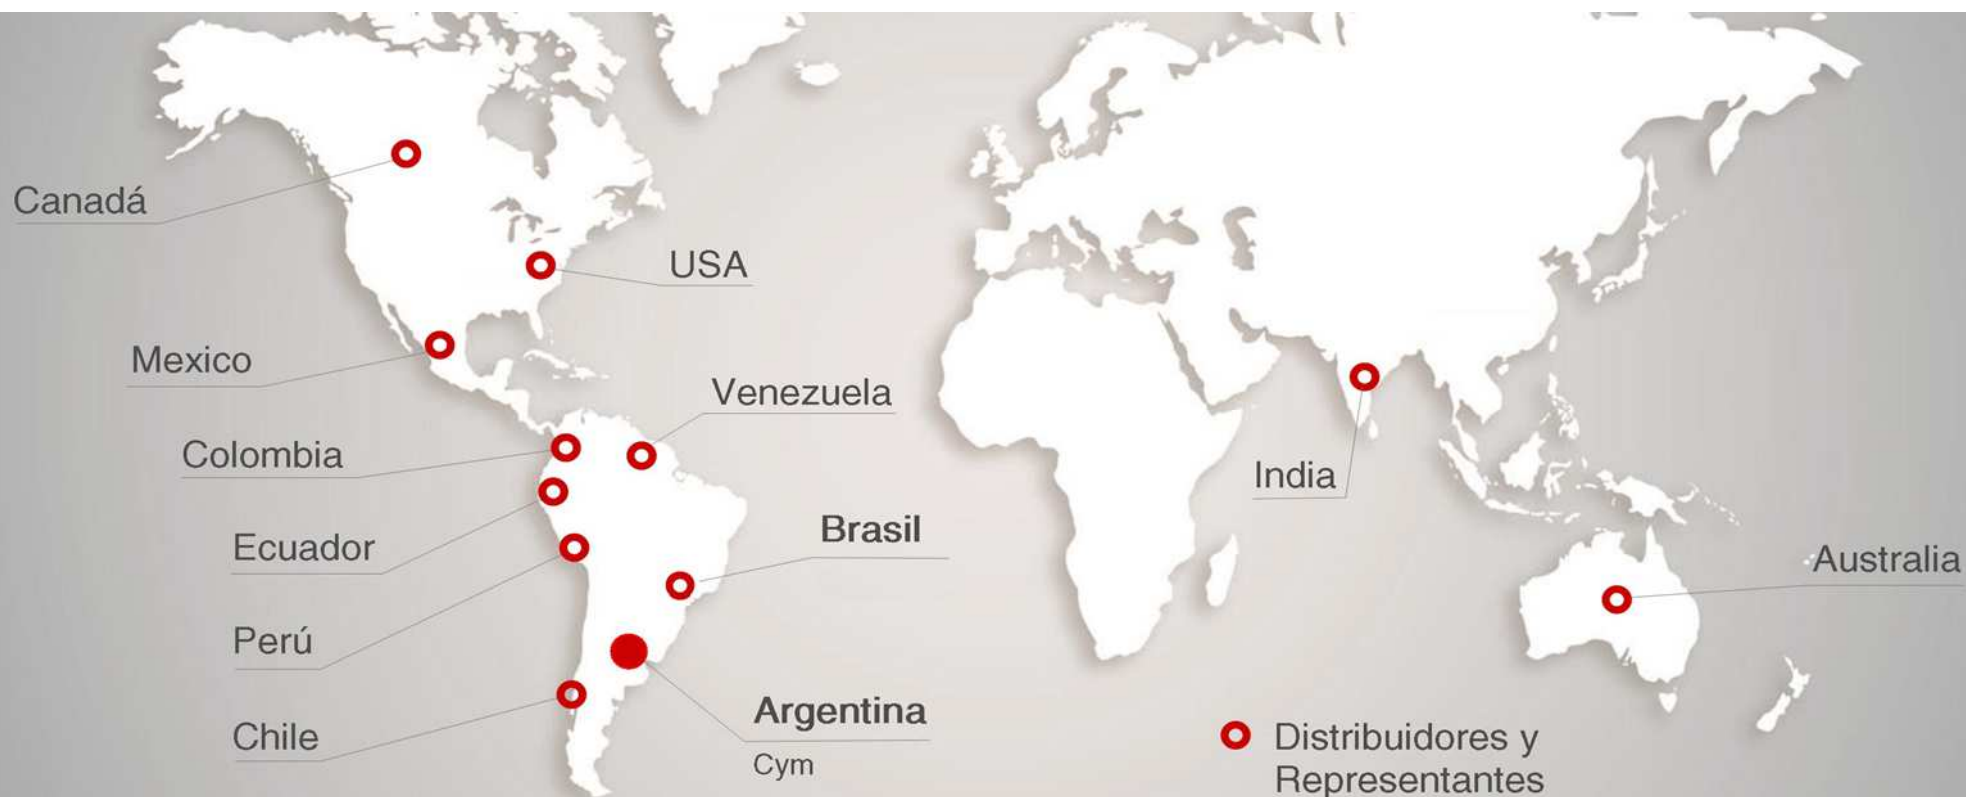 Canadá
USA
Mexico
Venezuela
Colombia
India
Brasil
Ecuador
Australia
Perú
Argentina
Cym
Chile
Distribuidores y
Representantes